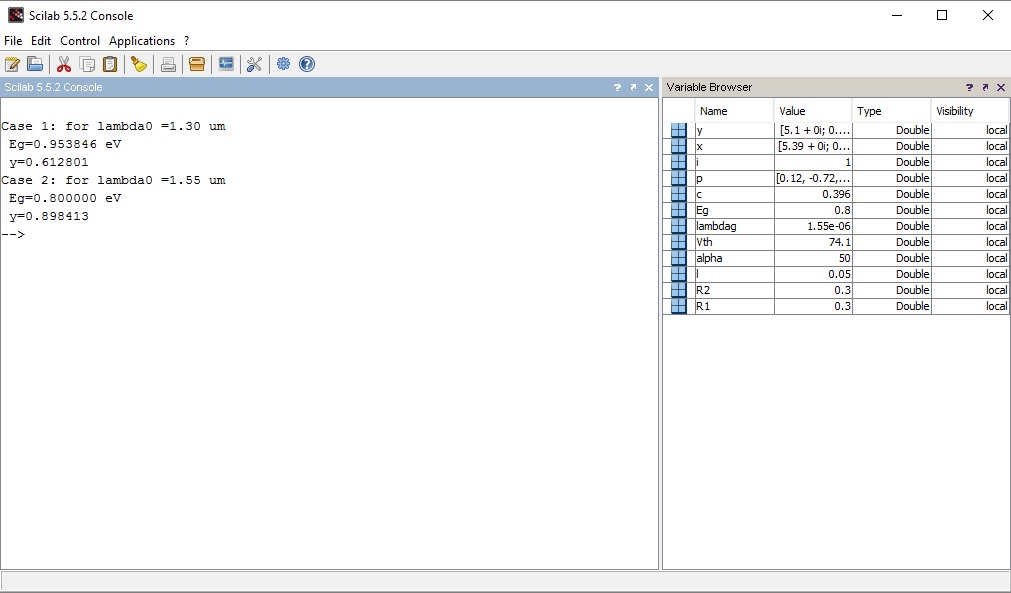 Scilab 5.5.2 Console
File Edit Control Applications ?
Scilab 5.5.2 Console
Case 1: for lambda0 =1.30 um
Eg=0.953846 eV
y=0.612801
Case 2: for lambda0 =1.55 um
Eg=0.800000 eV
y=0.898413
-->
Variable Browser
Name Value Type Visibility
y [5.1 + 0i; 0.... Double local
x [5.39 + 0i; 0... Double local
i 1 Double local
p [0.12, -0.72,... Double local
c 0.396 Double local
Eg 0.8 Double local
lambdag 1.55e-06 Double local
Vth 74.1 Double local
alpha 50 Double local
l 0.05 Double local
R2 0.3 Double local
R1 0.3 Double local